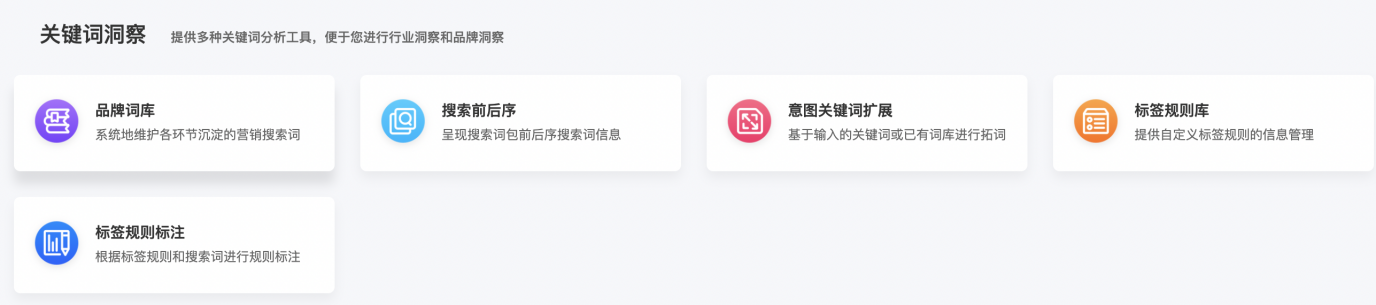 关键词洞察 提供多种关键词分析工具，便于您进行行业洞察和品牌洞察
品牌词库
系统地维护各环节沉淀的营销搜索词
搜索前后序
呈现搜索词包前后序搜索词信息
意图关键词扩展
基于输入的关键词或已有词库进行拓词
标签规则库
提供自定义标签规则的信息管理
标签规则标注
根据标签规则和搜索词进行规则标注